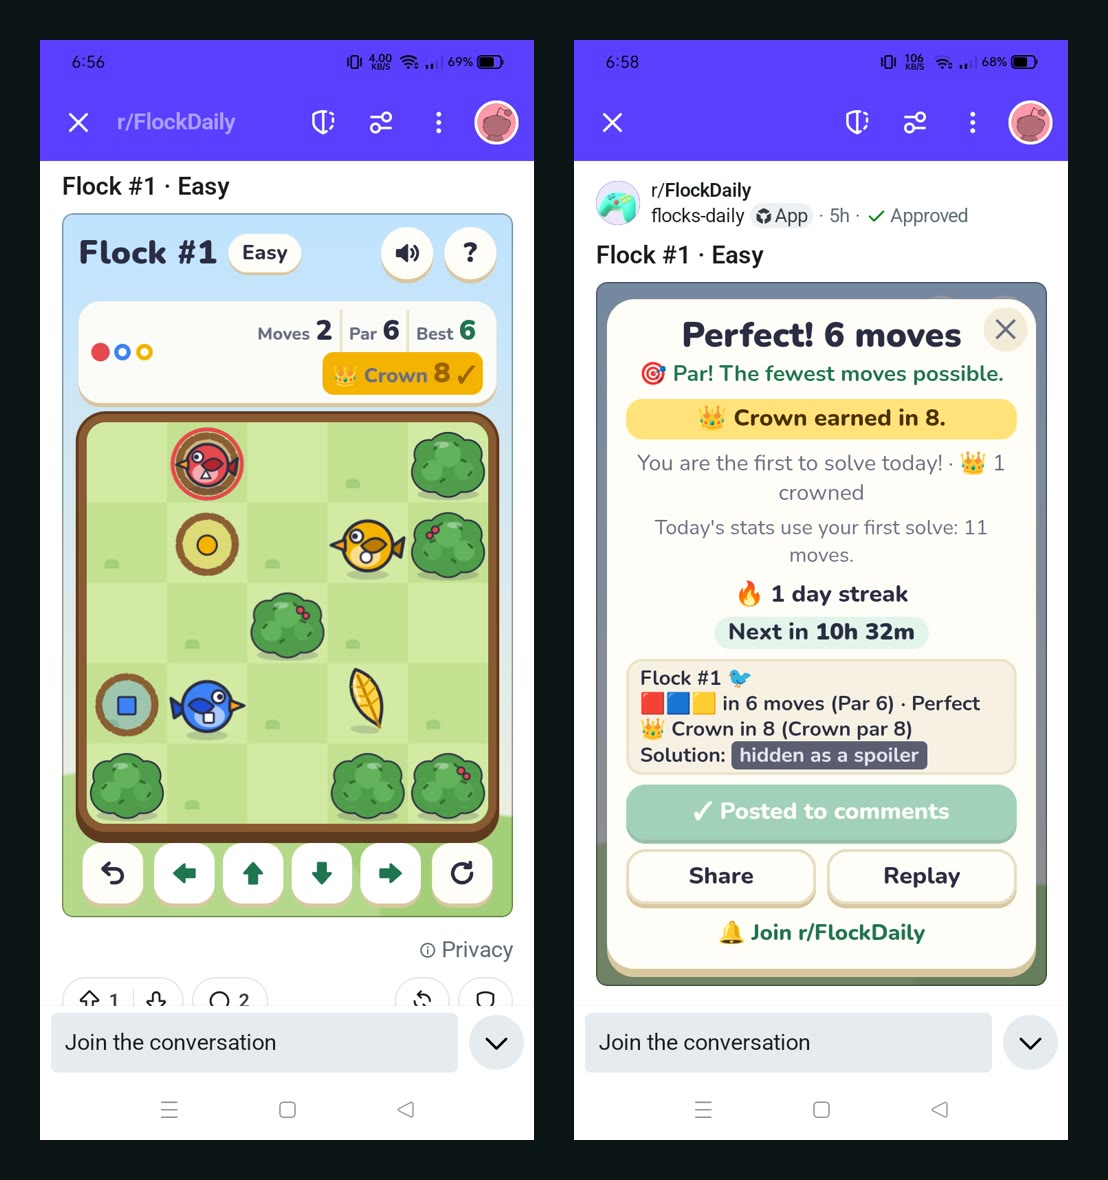 6:56
4.00
KB/S
69%
r/FlockDaily
Flock #1 · Easy
Flock #1
Easy
?
Moves 2
Par 6
Best 6
👑 Crown 8 ✓
Privacy
1
2
Join the conversation
6:58
106
KB/S
68%
r/FlockDaily
flocks-daily App · 5h · ✓ Approved
Flock #1 · Easy
Perfect! 6 moves
🎯 Par! The fewest moves possible.
👑 Crown earned in 8.
You are the first to solve today! · 👑 1
crowned
Today's stats use your first solve: 11
moves.
🔥 1 day streak
Next in 10h 32m
Flock #1 🐦
🟥🟦🟨 in 6 moves (Par 6) · Perfect
👑 Crown in 8 (Crown par 8)
Solution: hidden as a spoiler
✓ Posted to comments
Share
Replay
🔔 Join r/FlockDaily
Join the conversation